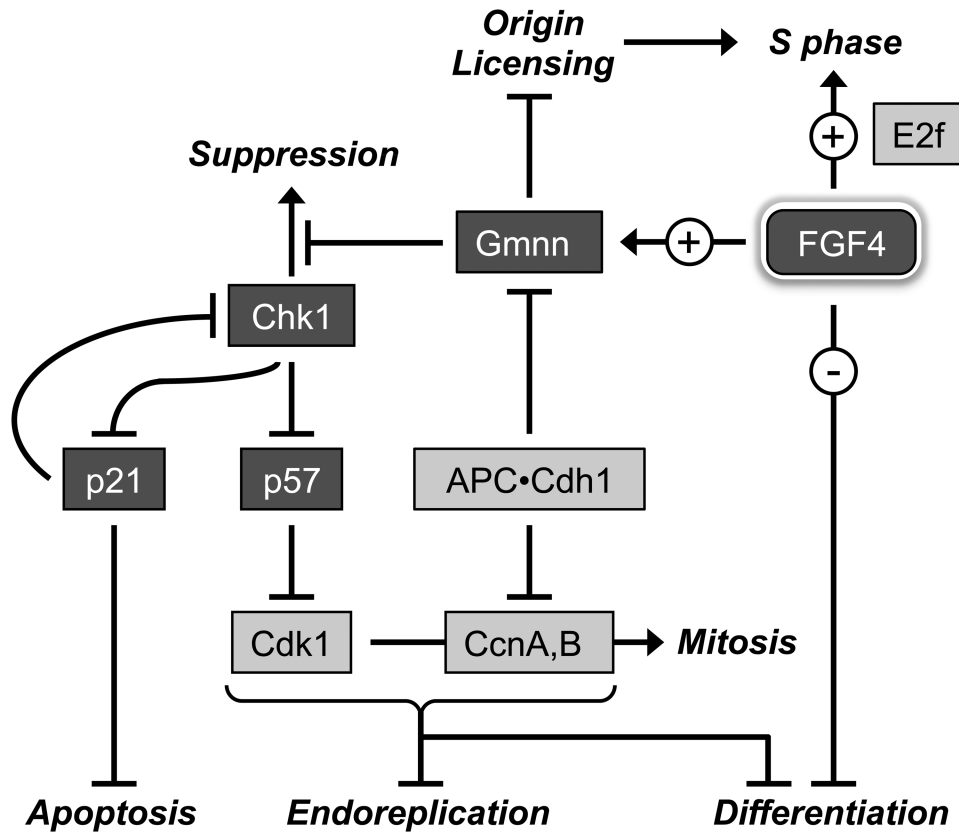 Origin
Licensing
S phase
+
E2f
Suppression
Gmnn
+
FGF4
Chk1
-
p21
p57
APC•Cdh1
Cdk1
CcnA,B
Mitosis
Apoptosis
Endoreplication
Differentiation